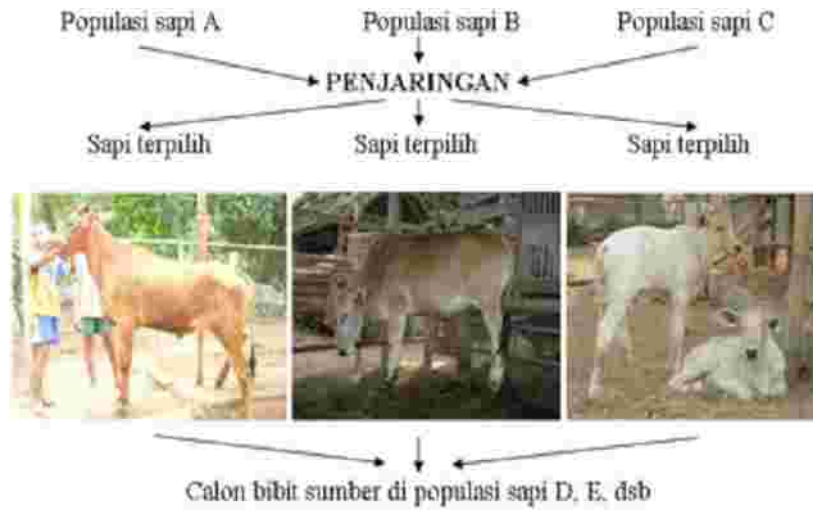 Populasi sapi A Populasi sapi B Populasi sapi C
PENJARINGAN
Sapi terpilih Sapi terpilih Sapi terpilih
Calon bibit sumber di populasi sapi D, E, dsb